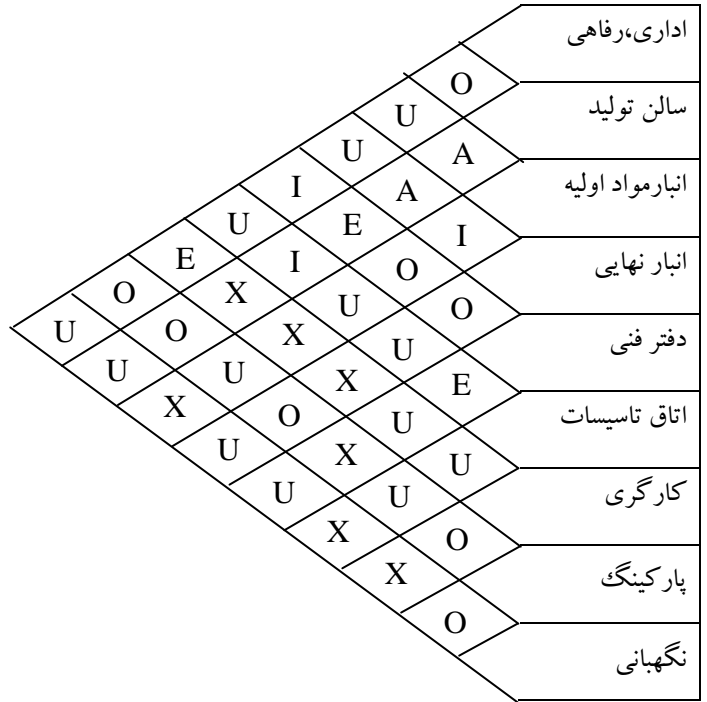 اداری،رفاهی
O
سالن تولید
U
U A
انبارمواد اولیه
I A
U E I
انبار نهایی
E I O
O X U O
دفتر فنی
U O X U
U U X E
اتاق تاسیسات
X O U
U X U
کارگری
U U
X O
پارکینگ
X
O
نگهبانی